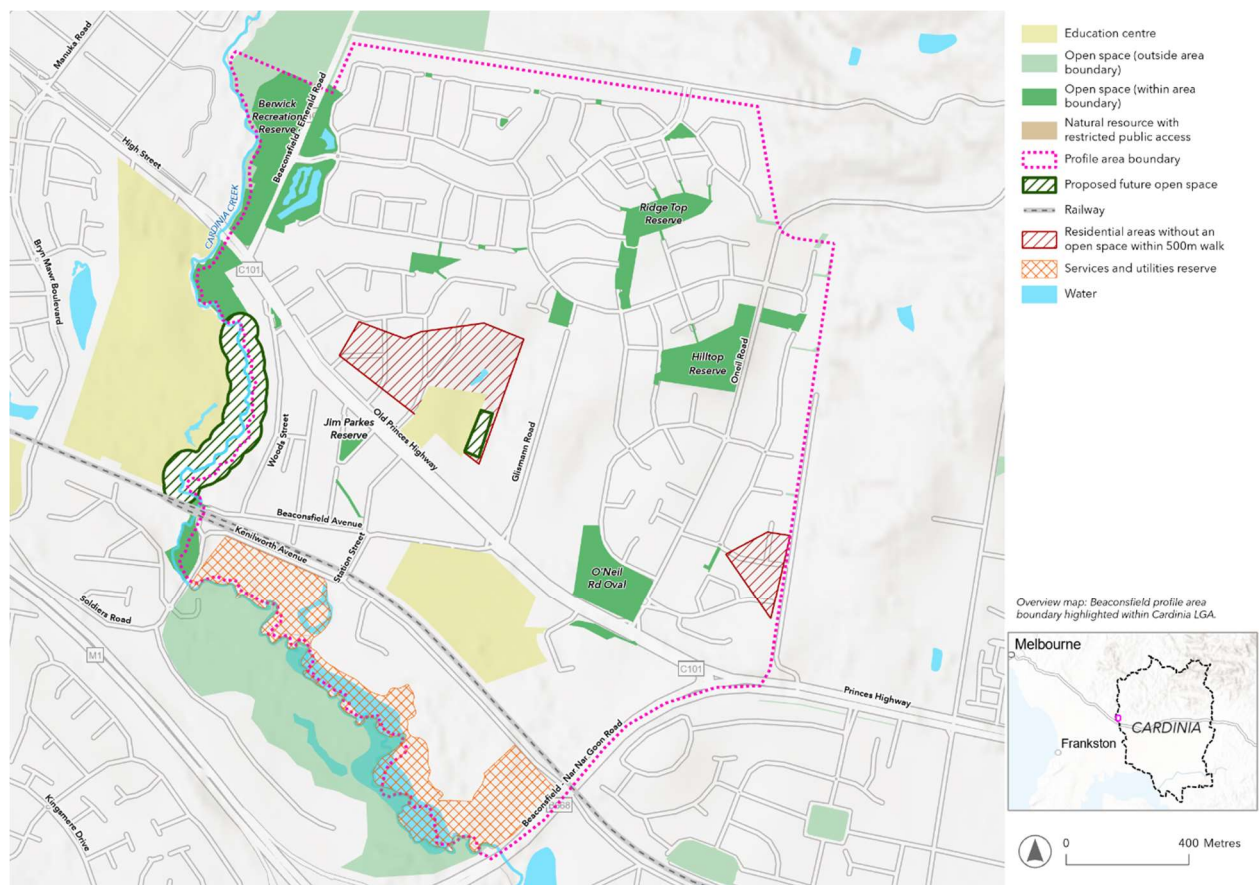 Manuka Road
High Street
CARDINIA CREEK
Berwick
Recreation
Reserve
Beaconsfield - Emerald Road
Bryn Mawr Boulevard
C101
Ridge Top
Reserve
Hilltop
Reserve
Oneil Road
Jim Parkes
Reserve
Old Princes Highway
Woods Street
Glismann Road
Beaconsfield Avenue
Kenilworth Avenue
Station Street
O'Neil
Rd Oval
Soldiers Road
M1
C101
Princes Highway
Beaconsfield - Nar Nar Goon Road
Kingsmere Drive
Education centre
Open space (outside area
boundary)
Open space (within area
boundary)
Natural resource with
restricted public access
Profile area boundary
Proposed future open space
Railway
Residential areas without an
open space within 500m walk
Services and utilities reserve
Water
Overview map: Beaconsfield profile area
boundary highlighted within Cardinia LGA.
Melbourne
CARDINIA
Frankston
0 400 Metres